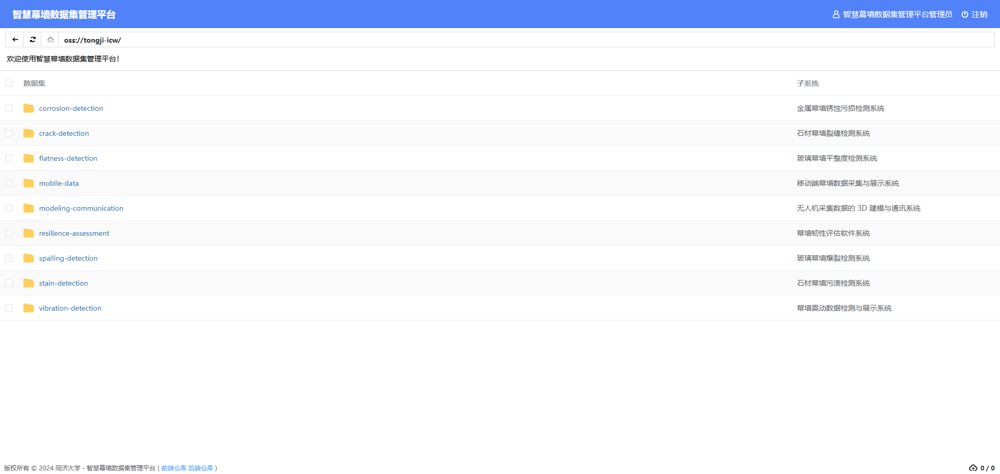 智慧幕墙数据集管理平台
智慧幕墙数据集管理平台管理员 注销
oss://tongji-icw/
欢迎使用智慧幕墙数据集管理平台!
数据集 子系统
corrosion-detection 金属幕墙锈蚀污损检测系统
crack-detection 石材幕墙裂缝检测系统
flatness-detection 玻璃幕墙平整度检测系统
mobile-data 移动端幕墙数据采集与展示系统
modeling-communication 无人机采集数据的 3D 建模与通讯系统
resilience-assessment 幕墙韧性评估软件系统
spalling-detection 玻璃幕墙爆裂检测系统
stain-detection 石材幕墙污渍检测系统
vibration-detection 幕墙震动数据检测与展示系统
版权所有 © 2024 同济大学 - 智慧幕墙数据集管理平台 ( 前端仓库 后端仓库 ) 0 / 0